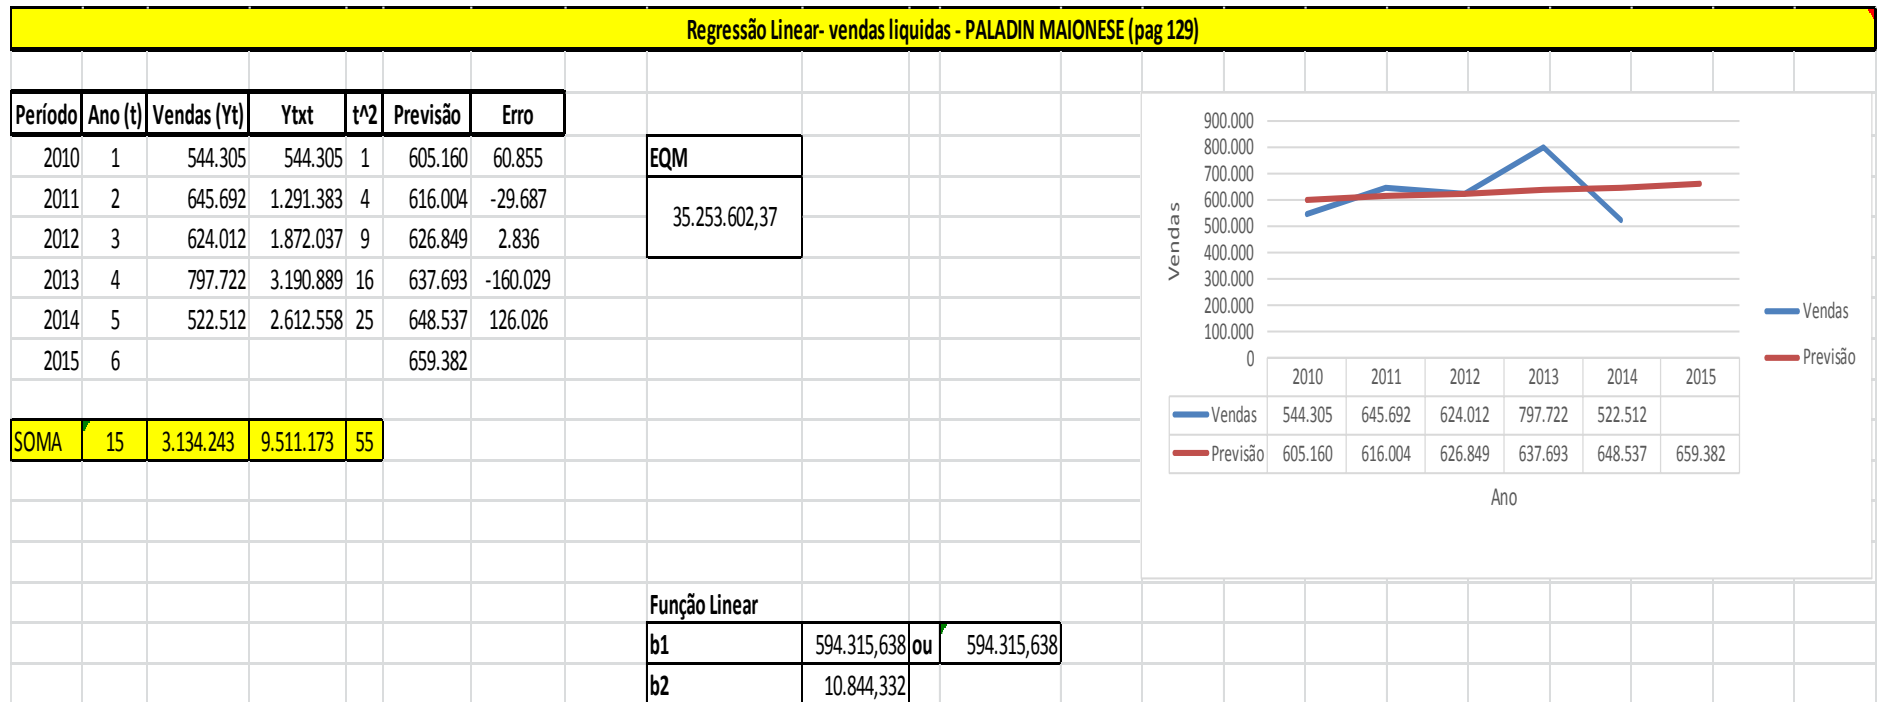 Regressão Linear- vendas liquidas - PALADIN MAIONESE (pag 129)
Período Ano (t) Vendas (Yt) Ytxt t^2 Previsão Erro
2010 1 544.305 544.305 1 605.160 60.855
2011 2 645.692 1.291.383 4 616.004 -29.687
2012 3 624.012 1.872.037 9 626.849 2.836
2013 4 797.722 3.190.889 16 637.693 -160.029
2014 5 522.512 2.612.558 25 648.537 126.026
2015 6 659.382
SOMA 15 3.134.243 9.511.173 55
EQM
35.253.602,37
900.000
800.000
700.000
600.000
500.000
400.000
300.000
200.000
100.000
0
Vendas
2010 2011 2012 2013 2014 2015
Vendas 544.305 645.692 624.012 797.722 522.512
Previsão 605.160 616.004 626.849 637.693 648.537 659.382
Ano
Vendas
Previsão
Função Linear
b1 594.315,638 ou 594.315,638
b2 10.844,332